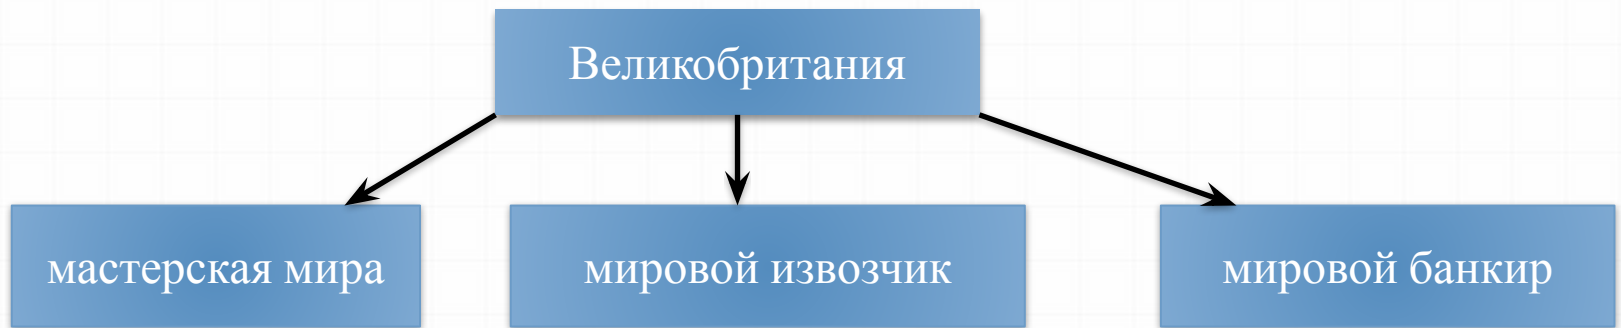 Великобритания
мастерская мира
мировой извозчик
мировой банкир